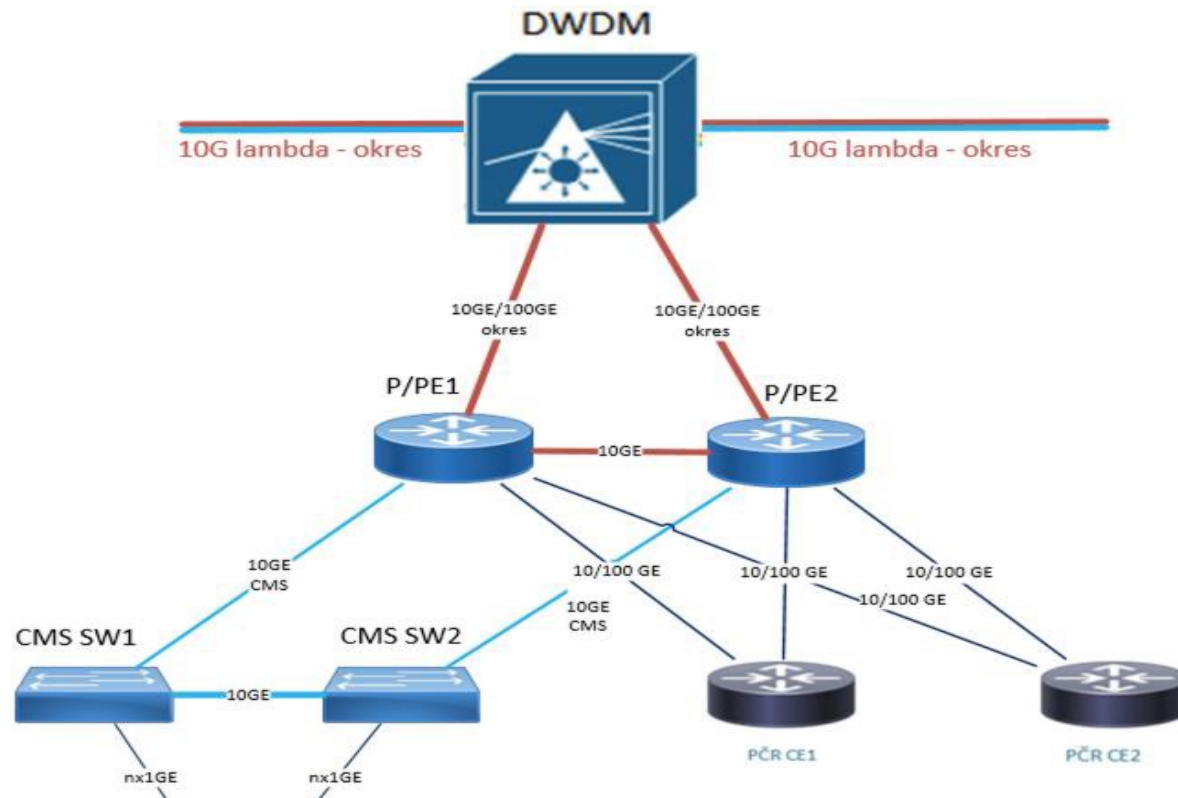 DWDM
10G lambda - okres
10G lambda - okres
10GE/100GE
okres
10GE/100GE
okres
P/PE1
P/PE2
10GE
10GE
CMS
10/100 GE
10/100 GE
10/100 GE
10/100 GE
10GE
CMS
CMS SW1
CMS SW2
10GE
PČR CE1
PČR CE2
nx1GE
nx1GE